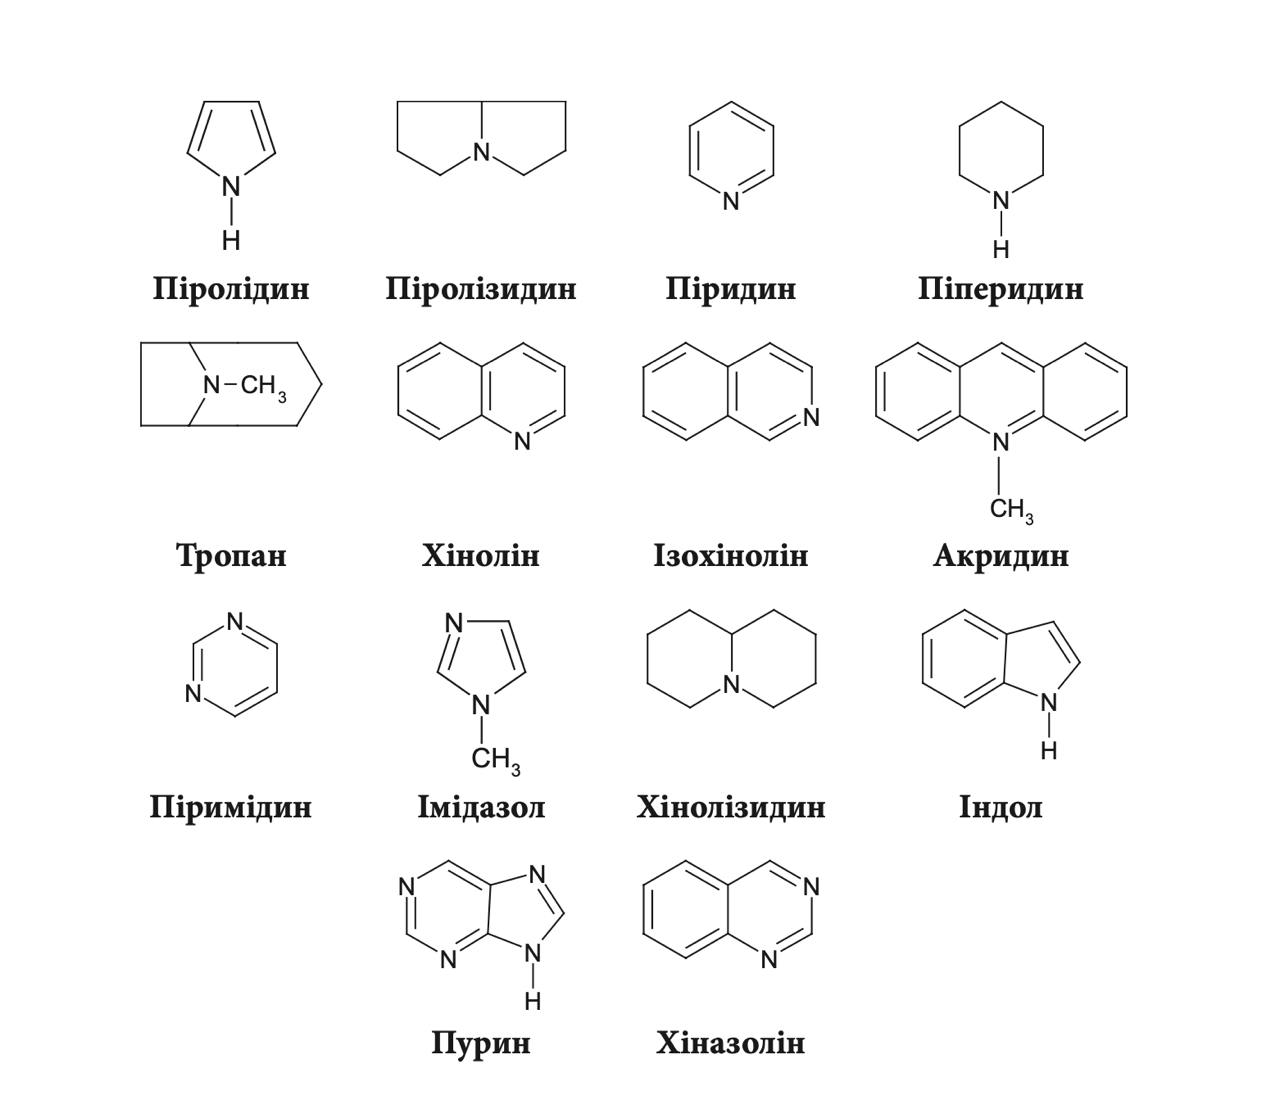 N
H
N
N
N
H
Піролідин Піролізидин Піридин Піперидин
N–CH3
N
N
N
CH3
Тропан Хінолін Ізохінолін Акридин
N
N
N
N
CH3
N
N
H
Піримідин Імідазол Хінолізидин Індол
N
N
N
N
H
N
N
Пурин Хіназолін